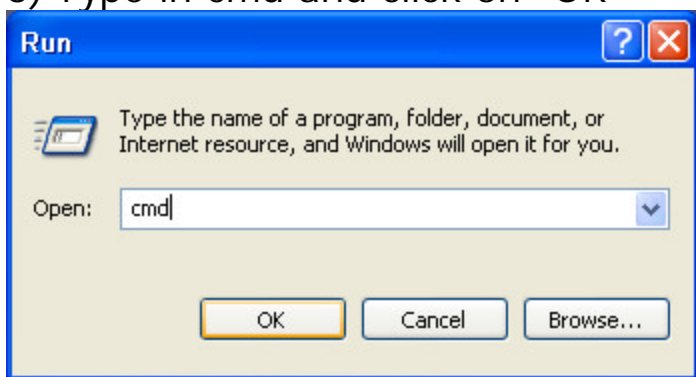 Type in cmd and click on "OK"
Run
Type the name of a program, folder, document, or
Internet resource, and Windows will open it for you.
Open: cmd
OK Cancel Browse...